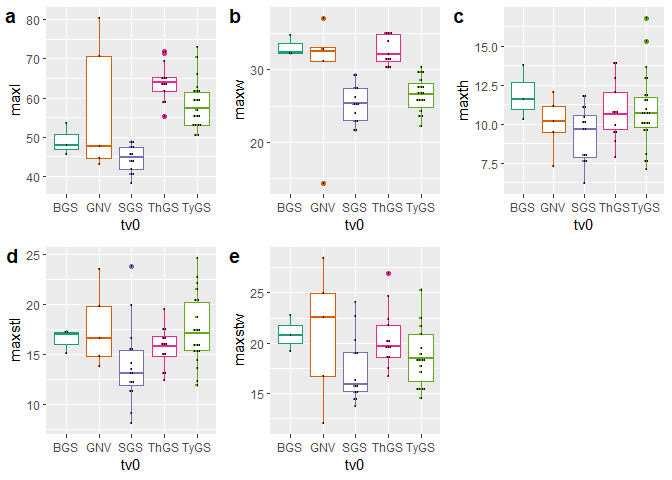 a
maxl
80
70
60
50
40
BGS GNV SGS ThGS TyGS
tv0
b
maxw
30
20
BGS GNV SGS ThGS TyGS
tv0
c
maxth
15.0
12.5
10.0
7.5
BGS GNV SGS ThGS TyGS
tv0
d
maxstl
25
20
15
10
BGS GNV SGS ThGS TyGS
tv0
e
maxstw
25
20
15
BGS GNV SGS ThGS TyGS
tv0